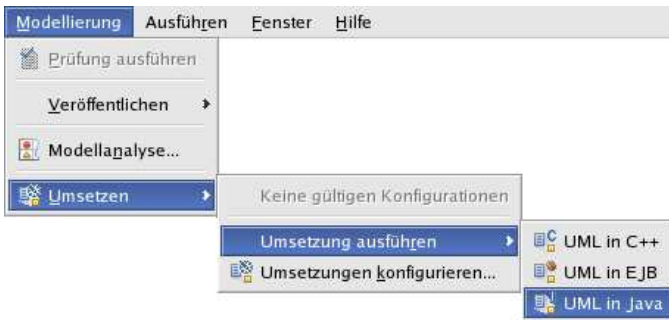 Modellierung Ausführen Fenster Hilfe
Prüfung ausführen
Veröffentlichen
Modellanalyse...
Umsetzen
Keine gültigen Konfigurationen
Umsetzung ausführen
Umsetzungen konfigurieren...
UML in C++
UML in EJB
UML in Java